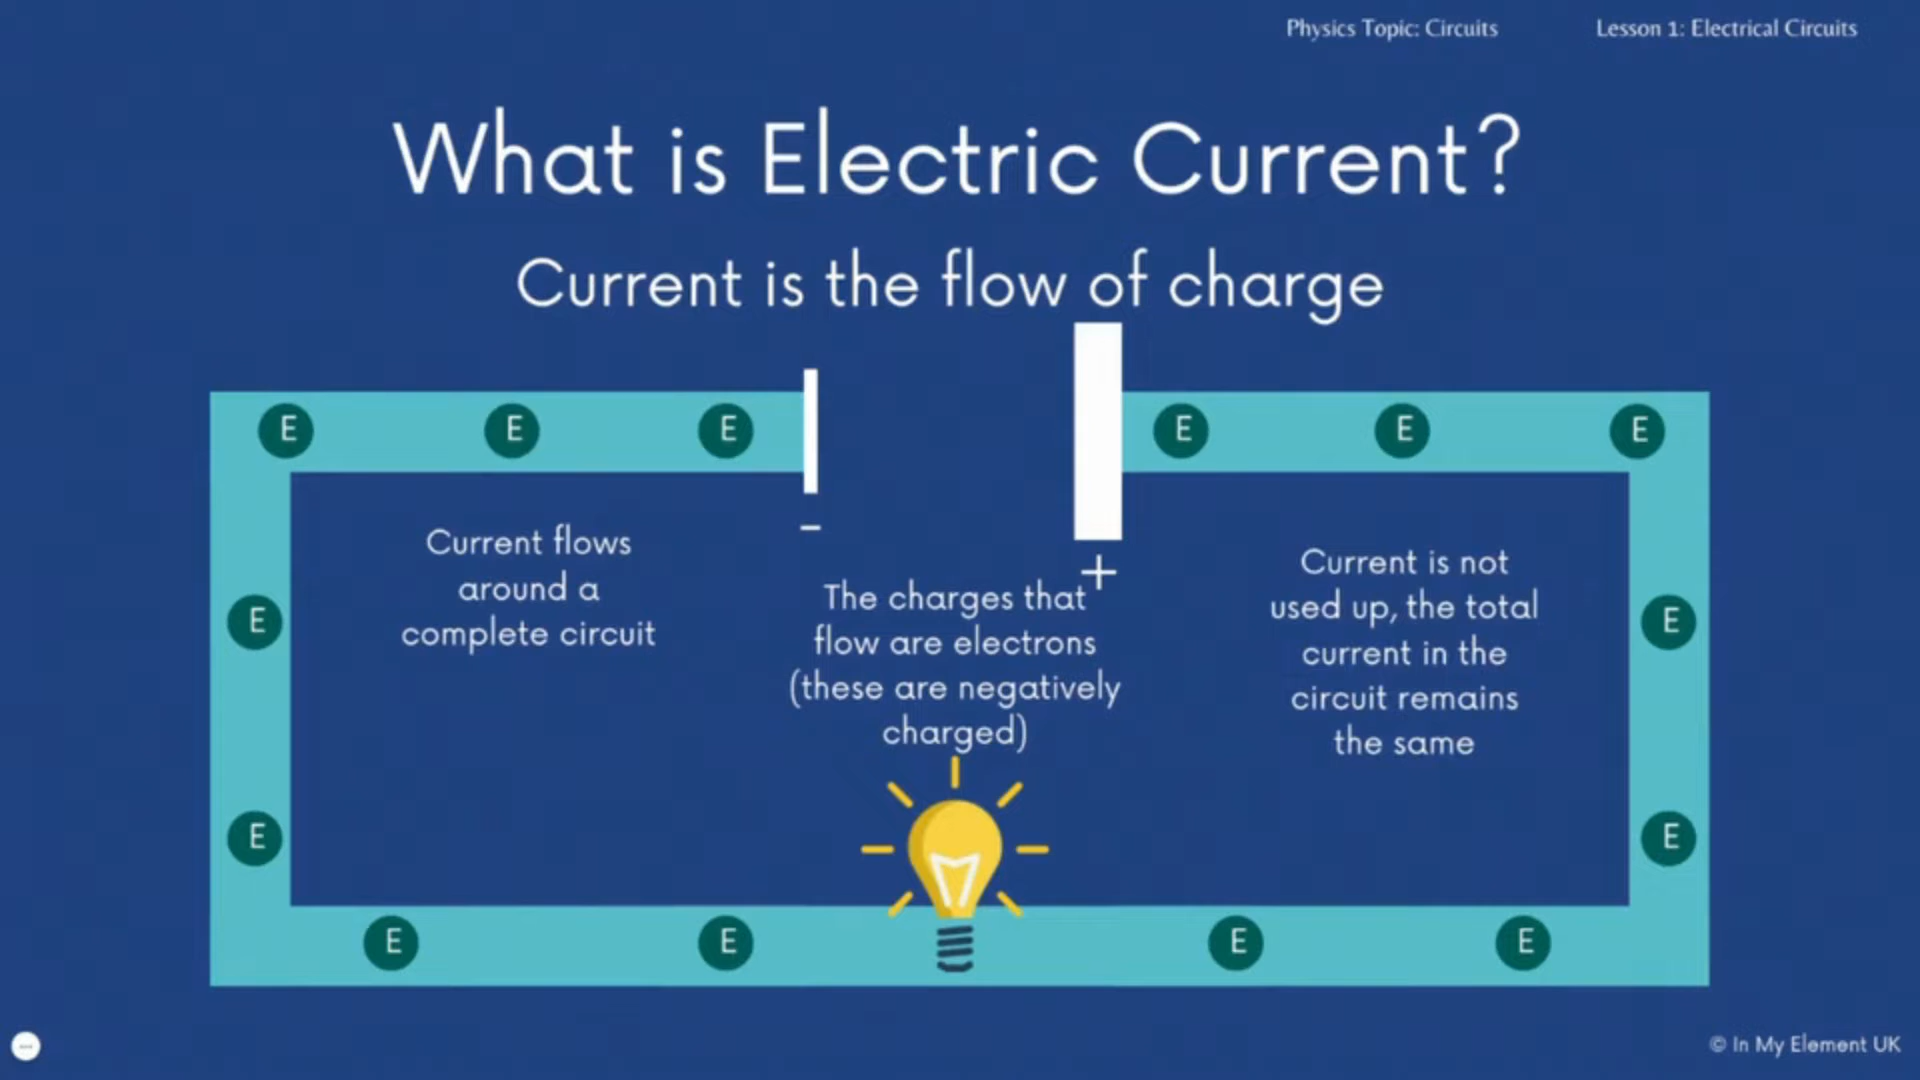 Physics Topic: Circuits
Lesson 1: Electrical Circuits
What is Electric Current?
Current is the flow of charge
E
E
E
E
E
E
-
+
Current flows
around a
complete circuit
The charges that
flow are electrons
(these are negatively
charged)
Current is not
used up, the total
current in the
circuit remains
the same
E
E
E
E
E
E
E
E
© In My Element UK